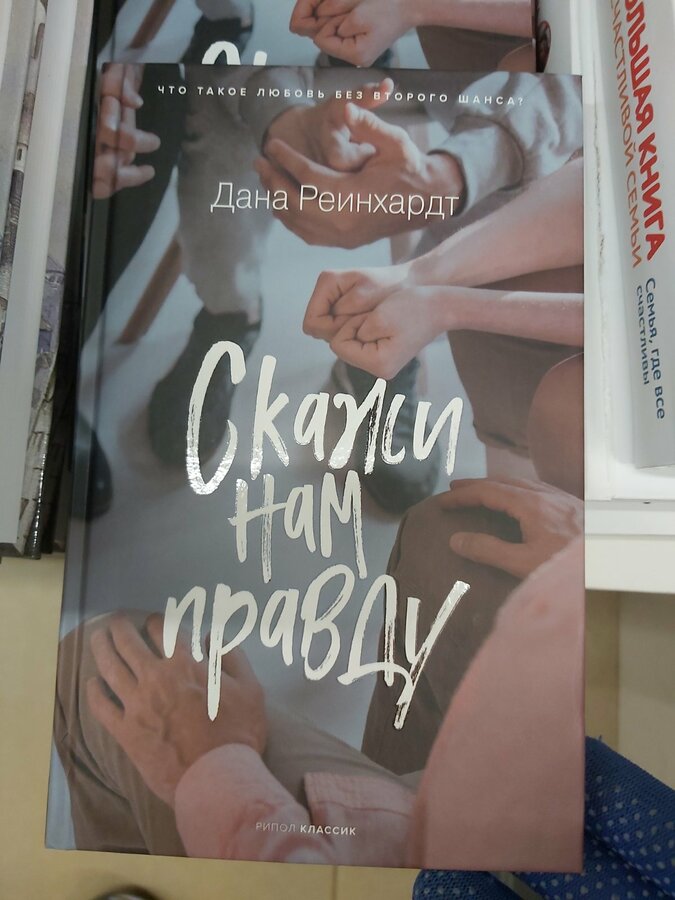 ЧТО ТАКОЕ ЛЮБОВЬ БЕЗ ВТОРОГО ШАНСА?
Дана Реинхардт
Скажи
нам
правду
РИПОЛ КЛАССИК
БОЛЬШАЯ КНИГА
СЧАСТЛИВОЙ СЕМЬИ
Семья, где все
счастливы